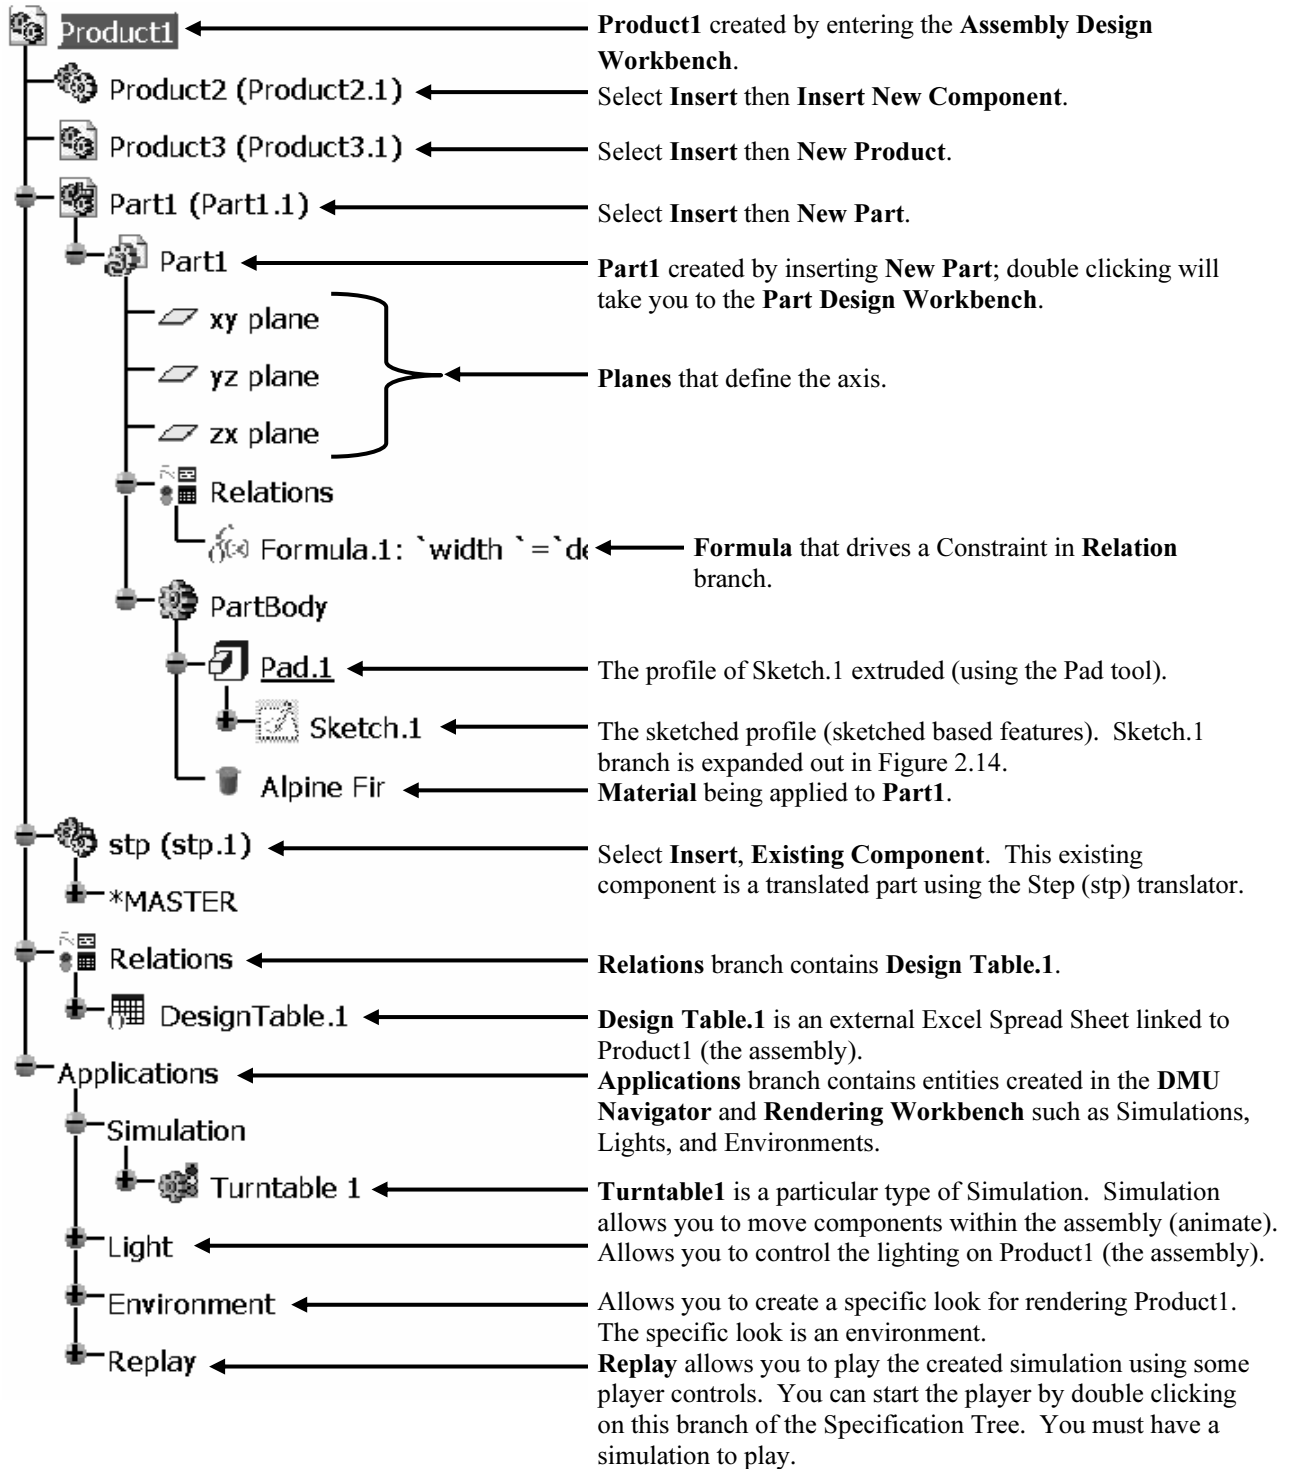 Product1
Product1 created by entering the Assembly Design
Workbench.
Product2 (Product2.1)
Select Insert then Insert New Component.
Product3 (Product3.1)
Select Insert then New Product.
Part1 (Part1.1)
Select Insert then New Part.
Part1
Part1 created by inserting New Part; double clicking will
take you to the Part Design Workbench.
xy plane
yz plane
Planes that define the axis.
zx plane
Relations
Formula.1: `width `=`de
Formula that drives a Constraint in Relation
branch.
PartBody
Pad.1
The profile of Sketch.1 extruded (using the Pad tool).
Sketch.1
The sketched profile (sketched based features). Sketch.1
branch is expanded out in Figure 2.14.
Alpine Fir
Material being applied to Part1.
stp (stp.1)
Select Insert, Existing Component. This existing
component is a translated part using the Step (stp) translator.
*MASTER
Relations
Relations branch contains Design Table.1.
DesignTable.1
Design Table.1 is an external Excel Spread Sheet linked to
Product1 (the assembly).
Applications
Applications branch contains entities created in the DMU
Navigator and Rendering Workbench such as Simulations,
Lights, and Environments.
Simulation
Turntable 1
Turntable1 is a particular type of Simulation. Simulation
allows you to move components within the assembly (animate).
Light
Allows you to control the lighting on Product1 (the assembly).
Environment
Allows you to create a specific look for rendering Product1.
The specific look is an environment.
Replay
Replay allows you to play the created simulation using some
player controls. You can start the player by double clicking
on this branch of the Specification Tree. You must have a
simulation to play.